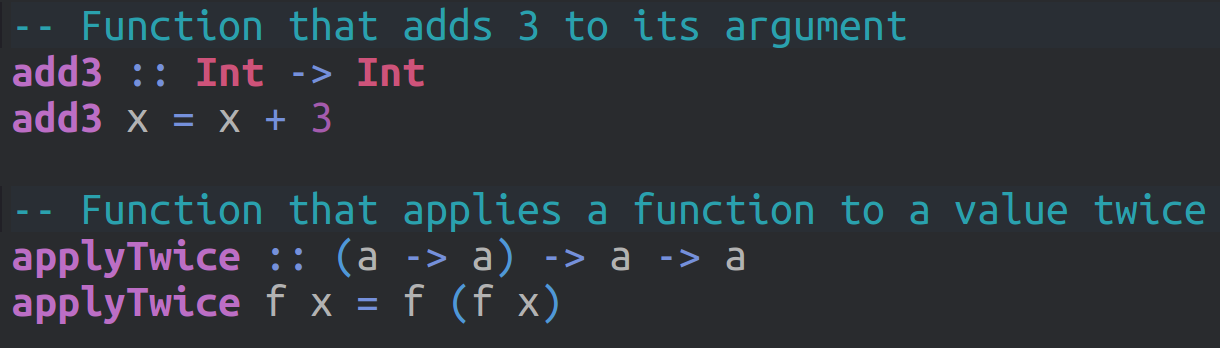 -- Function that adds 3 to its argument
add3 :: Int -> Int
add3 x = x + 3
-- Function that applies a function to a value twice
applyTwice :: (a -> a) -> a -> a
applyTwice f x = f (f x)